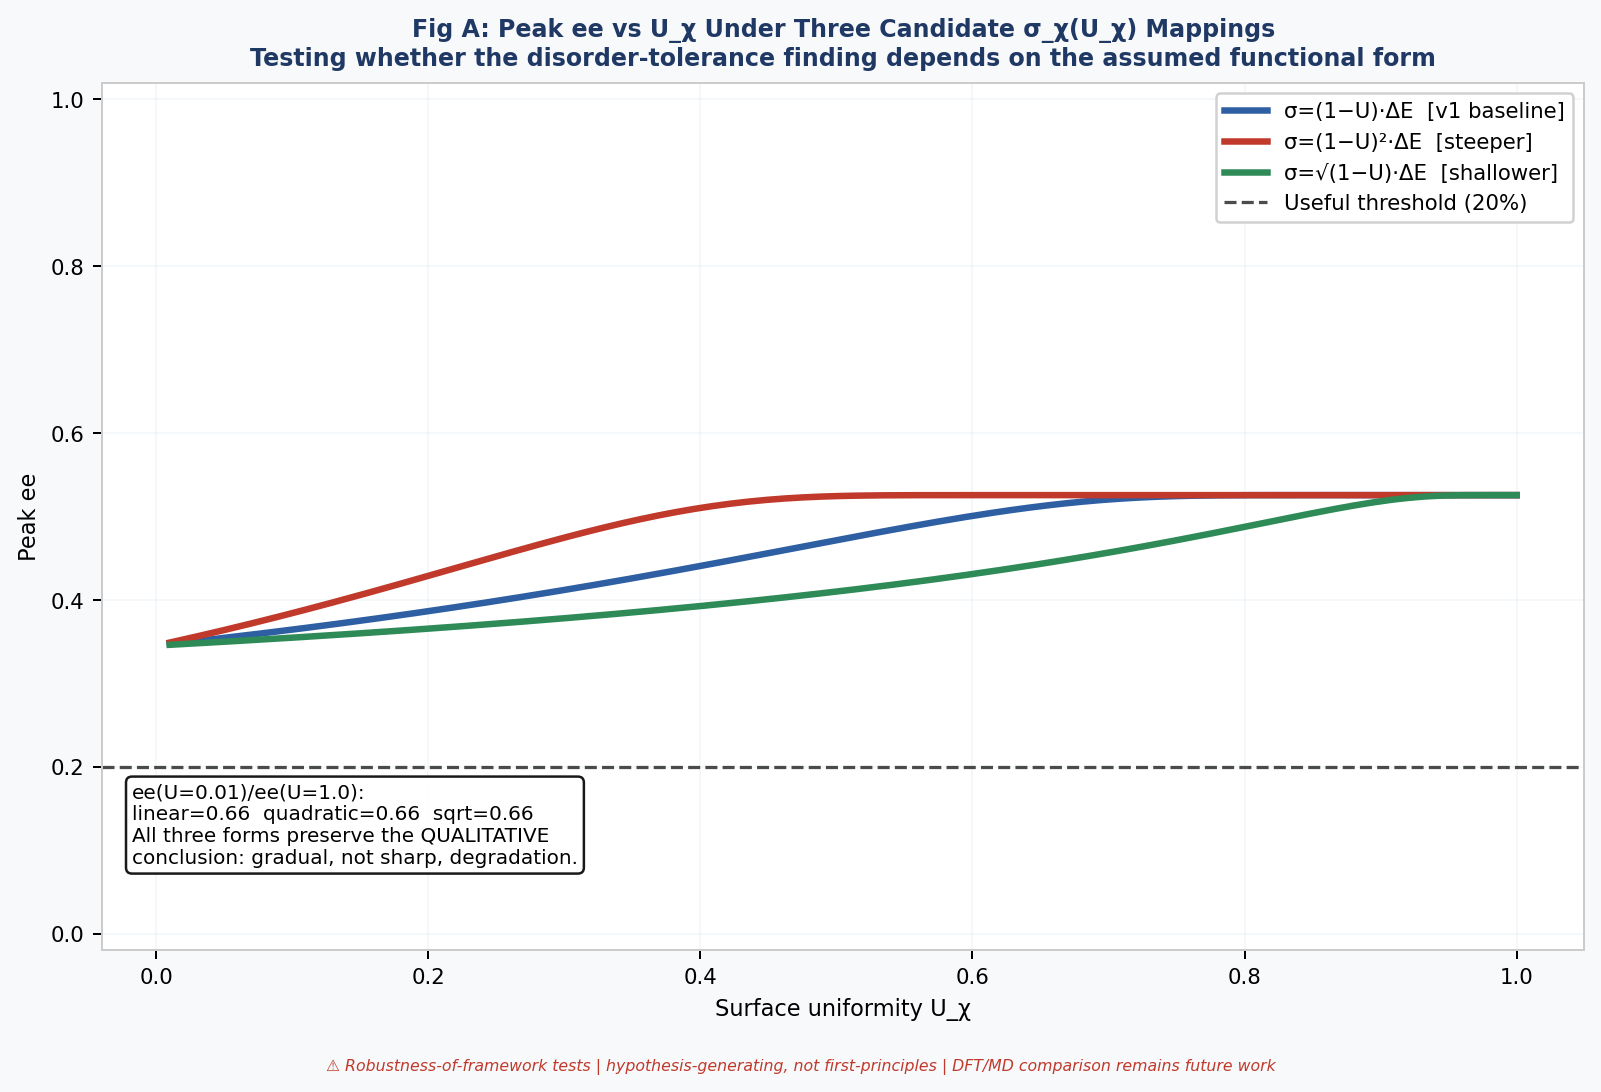 Fig A: Peak ee vs U_χ Under Three Candidate σ_χ(U_χ) Mappings
Testing whether the disorder-tolerance finding depends on the assumed functional form
σ=(1−U)·ΔE  [v1 baseline]
σ=(1−U)²·ΔE  [steeper]
σ=√(1−U)·ΔE  [shallower]
Useful threshold (20%)
1.0
0.8
0.6
0.4
0.2
0.0
Peak ee
ee(U=0.01)/ee(U=1.0):
linear=0.66  quadratic=0.66  sqrt=0.66
All three forms preserve the QUALITATIVE
conclusion: gradual, not sharp, degradation.
0.0 0.2 0.4 0.6 0.8 1.0
Surface uniformity U_χ
⚠ Robustness-of-framework tests | hypothesis-generating, not first-principles | DFT/MD comparison remains future work